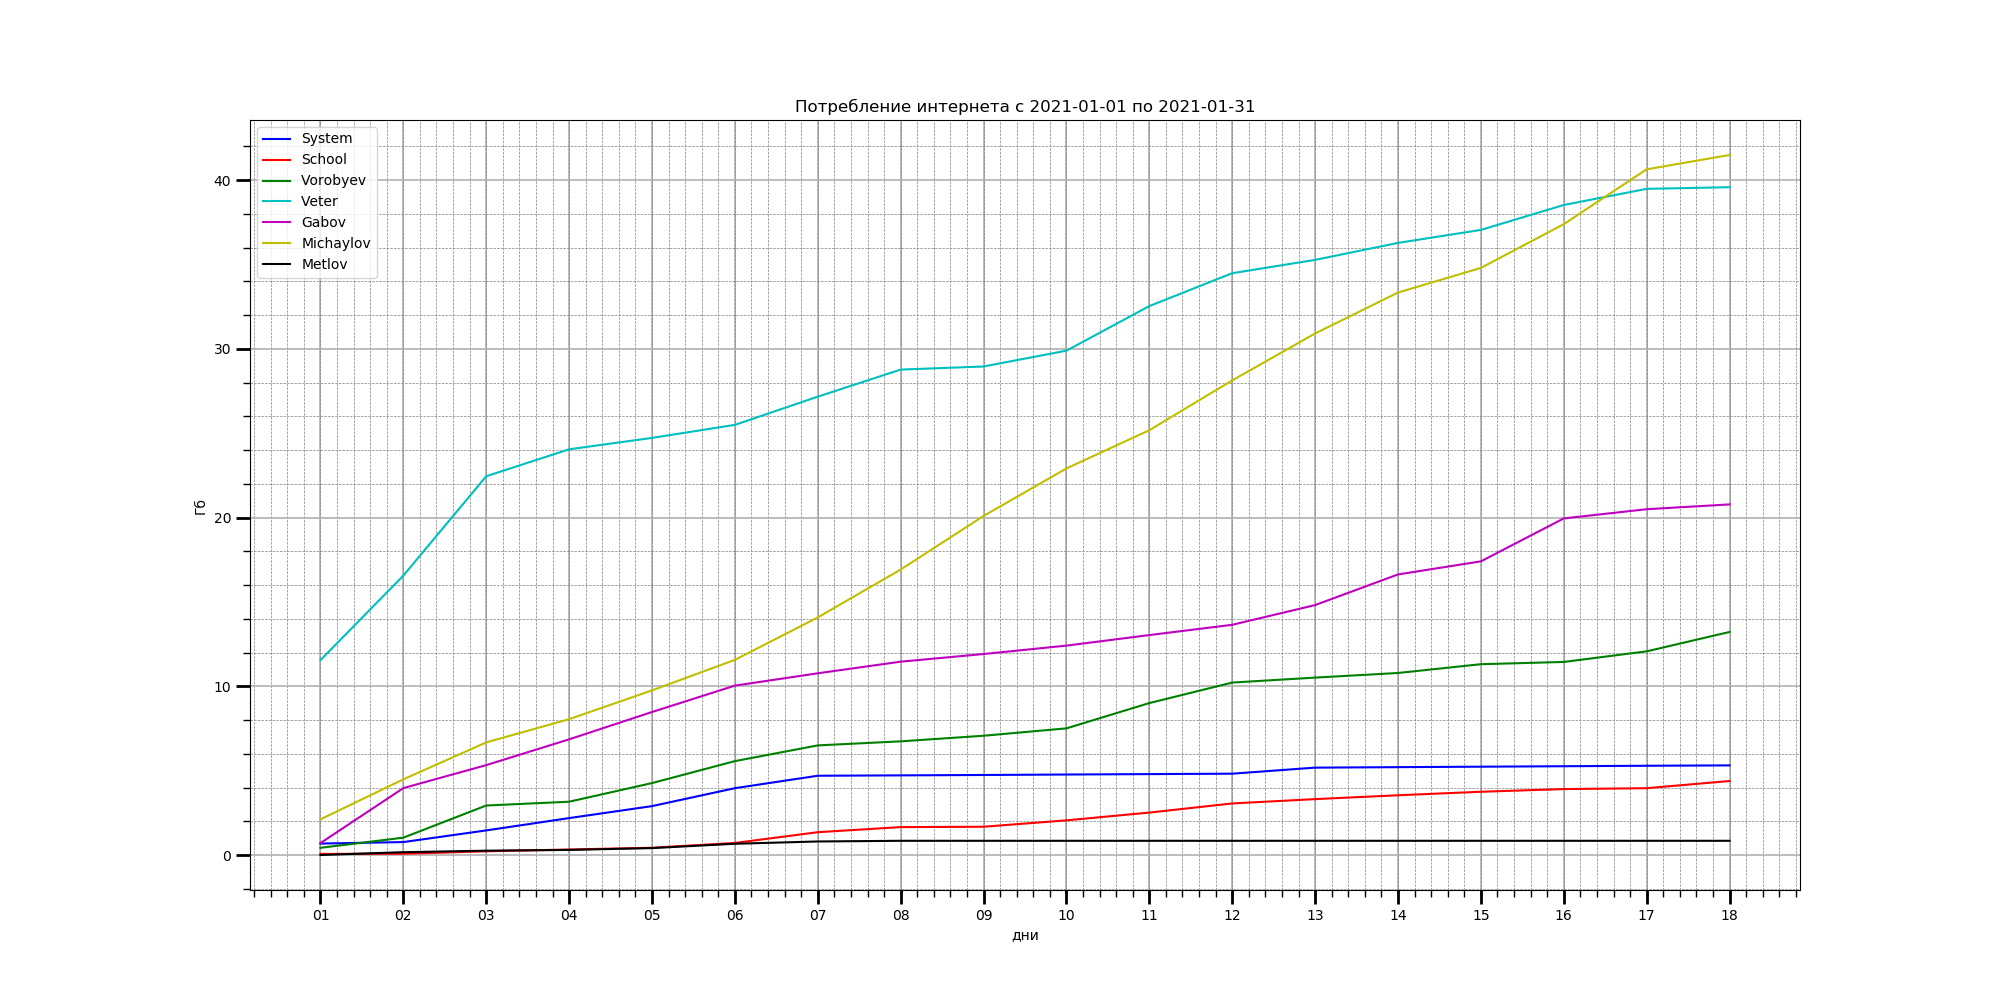 Потребление интернета с 2021-01-01 по 2021-01-31
System
School
Vorobyev
Veter
Gabov
Michaylov
Metlov
40
30
20
10
0
Гб
01 02 03 04 05 06 07 08 09 10 11 12 13 14 15 16 17 18
дни